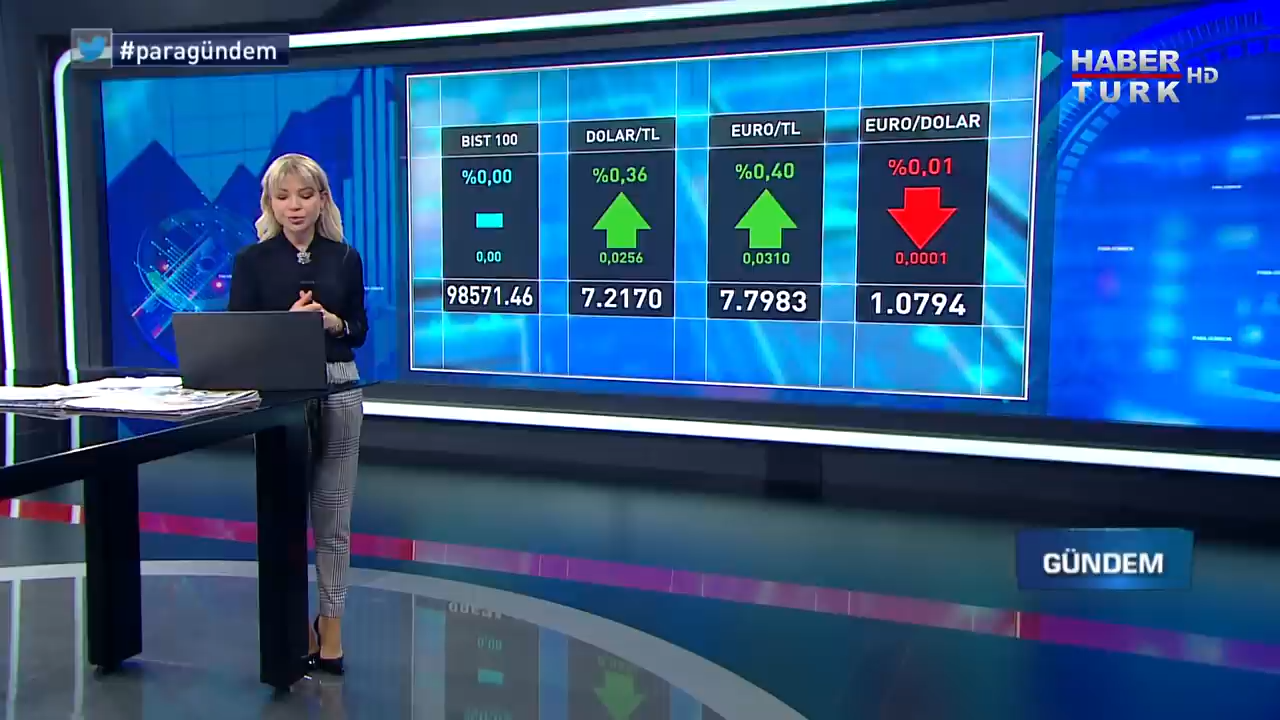 #paragündem
HABER
TURK HD
BIST 100
%0,00
0,00
98571.46
DOLAR/TL
%0,36
0,0256
7.2170
EURO/TL
%0,40
0,0310
7.7983
EURO/DOLAR
%0,01
0,0001
1.0794
GÜNDEM